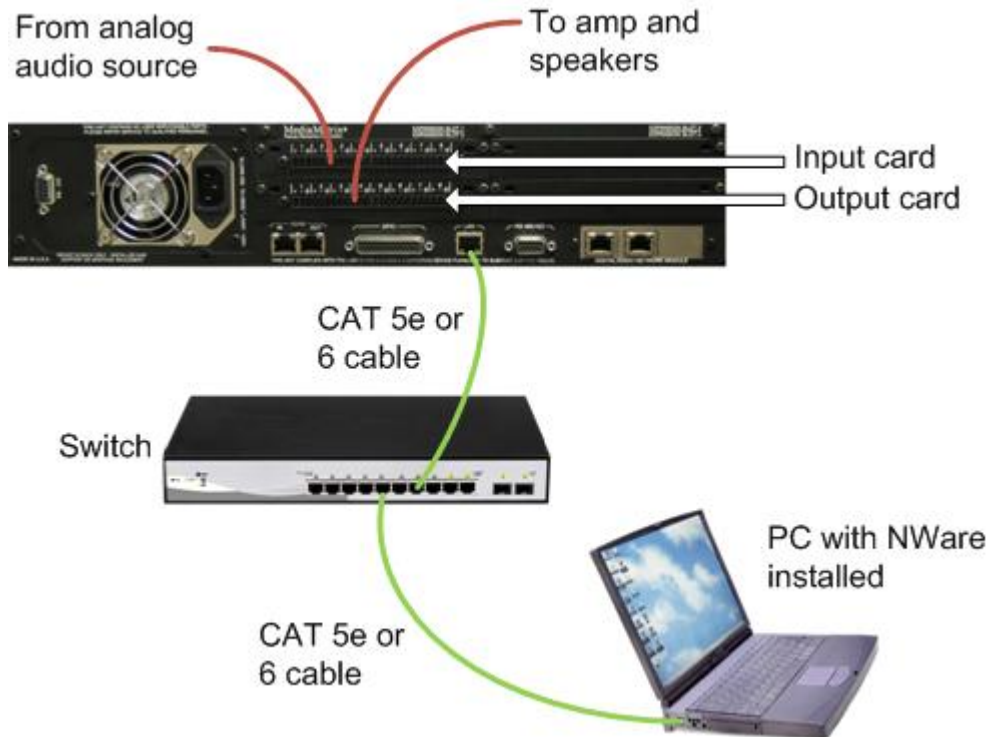 From analog
audio source
To amp and
speakers
MediaMatrix
Input card
Output card
CAT 5e or
6 cable
Switch
PC with NWare
installed
CAT 5e or
6 cable